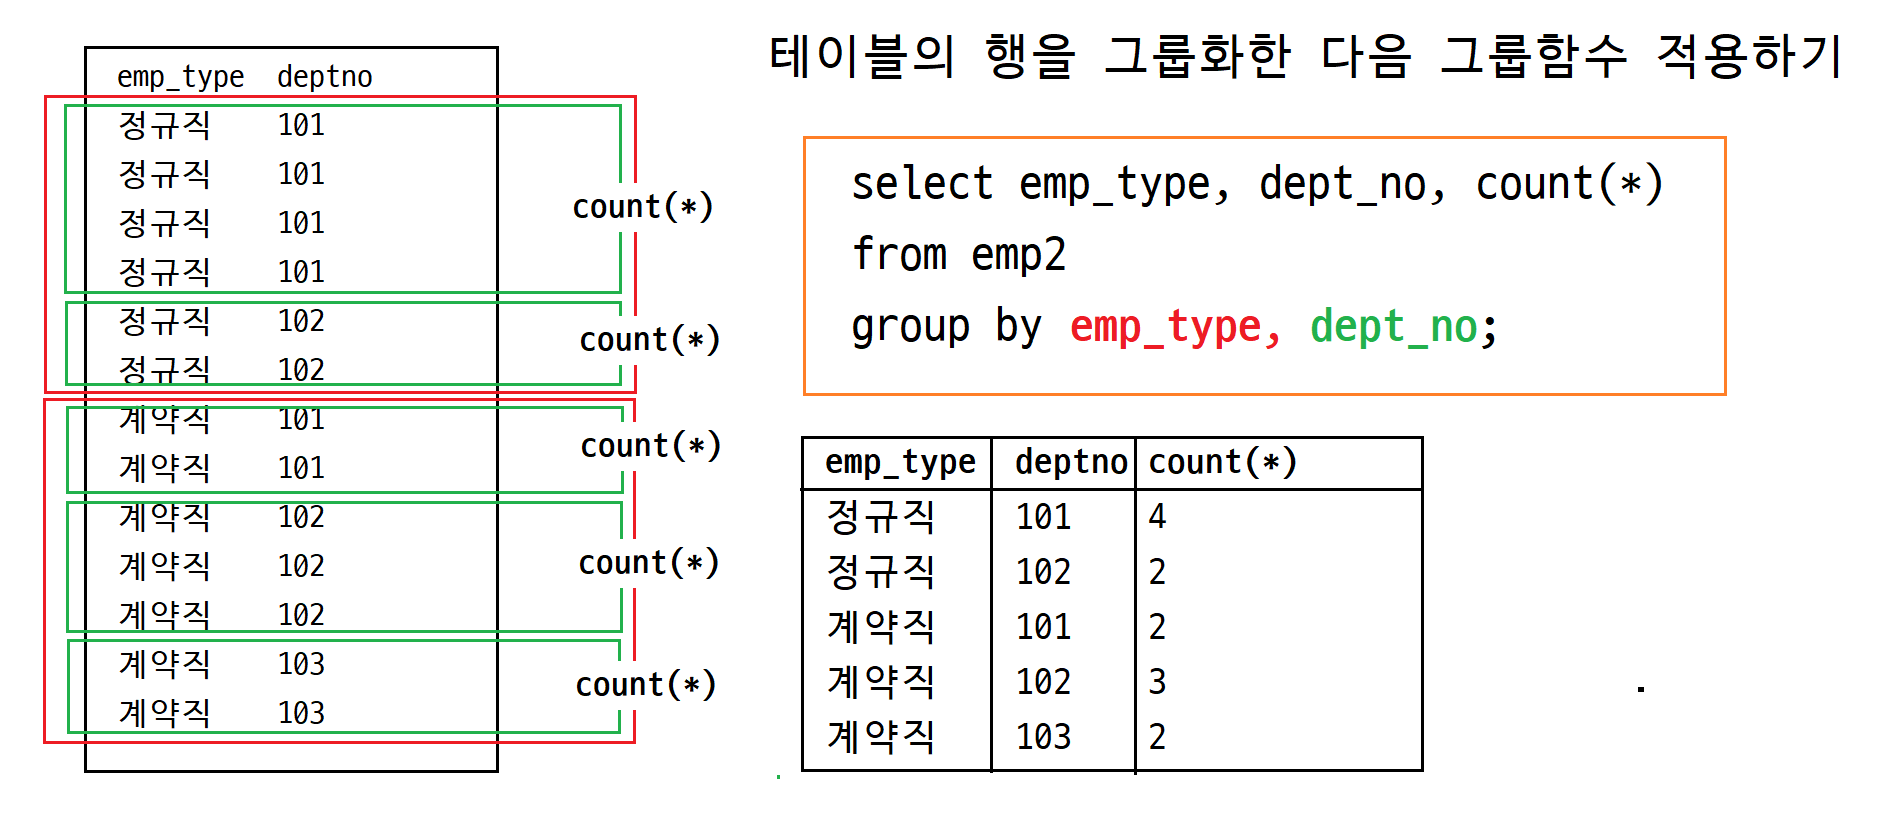 테이블의 행을 그룹화한 다음 그룹함수 적용하기
emp_type deptno
정규직 101
정규직 101
정규직 101
정규직 101
count(*)
정규직 102
정규직 102
count(*)
계약직 101
계약직 101
count(*)
계약직 102
계약직 102
계약직 102
count(*)
계약직 103
계약직 103
count(*)
select emp_type, dept_no, count(*)
from emp2
group by emp_type, dept_no;
emp_type deptno count(*)
정규직 101 4
정규직 102 2
계약직 101 2
계약직 102 3
계약직 103 2